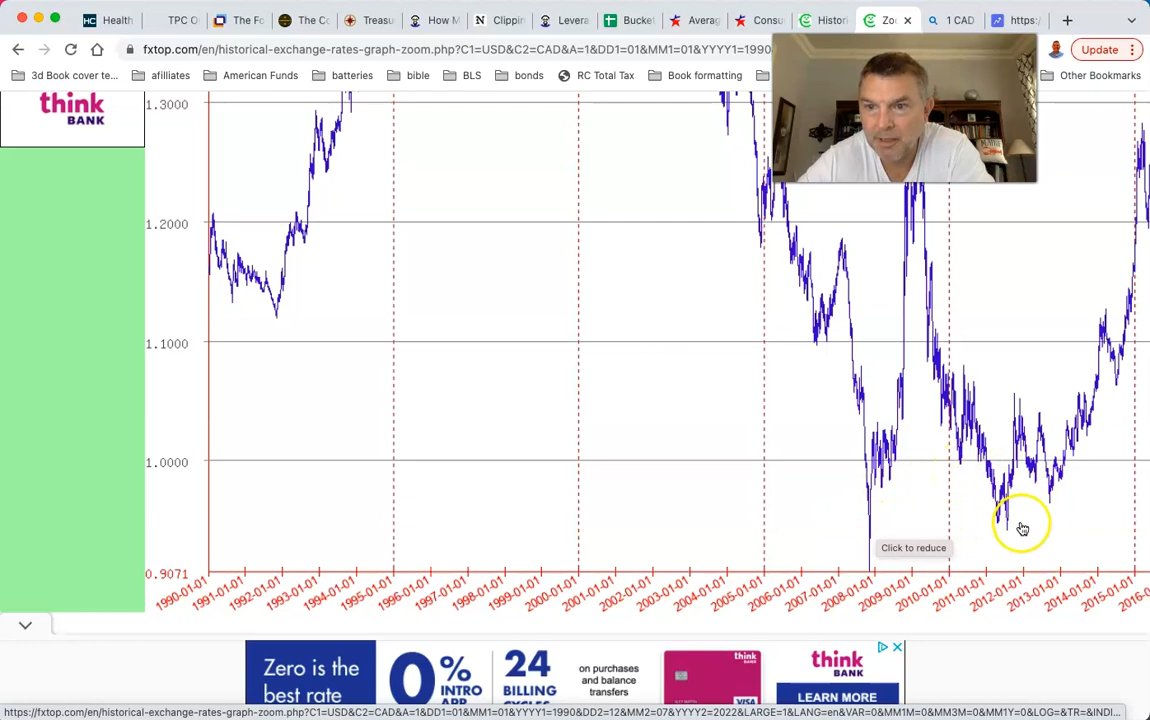 Health
TPC O
The Fo
The Co
Treasu
How M
Clippin
Levera
Bucket
Averag
Consu
Histori
Zoo
1 CAD
https:/
fxtop.com/en/historical-exchange-rates-graph-zoom.php?C1=USD&C2=CAD&A=1&DD1=01&MM1=01&YYYY1=1990
Update
3d Book cover te...
afilliates
American Funds
batteries
bible
BLS
bonds
RC Total Tax
Book formatting
Other Bookmarks
think
BANK
1.3000
1.2000
1.1000
1.0000
0.9071
Click to reduce
1990-01-01
1991-01-01
1992-01-01
1993-01-01
1994-01-01
1995-01-01
1996-01-01
1997-01-01
1998-01-01
1999-01-01
2000-01-01
2001-01-01
2002-01-01
2003-01-01
2004-01-01
2005-01-01
2006-01-01
2007-01-01
2008-01-01
2009-01-01
2010-01-01
2011-01-01
2012-01-01
2013-01-01
2014-01-01
2015-01-01
2016-0
Zero is the
best rate
0% INTRO
24
BILLING
on purchases
and balance
transfers
think
BANK
VISA
think
BANK
LEARN MORE
https://fxtop.com/en/historical-exchange-rates-graph-zoom.php?C1=USD&C2=CAD&A=1&DD1=01&MM1=01&YYYY1=1990&DD2=12&MM2=07&YYYY2=2022&LARGE=1&LANG=en&VAR=0&MM1M=0&MM3M=0&MM1Y=0&LOG=&TR=&INDI...